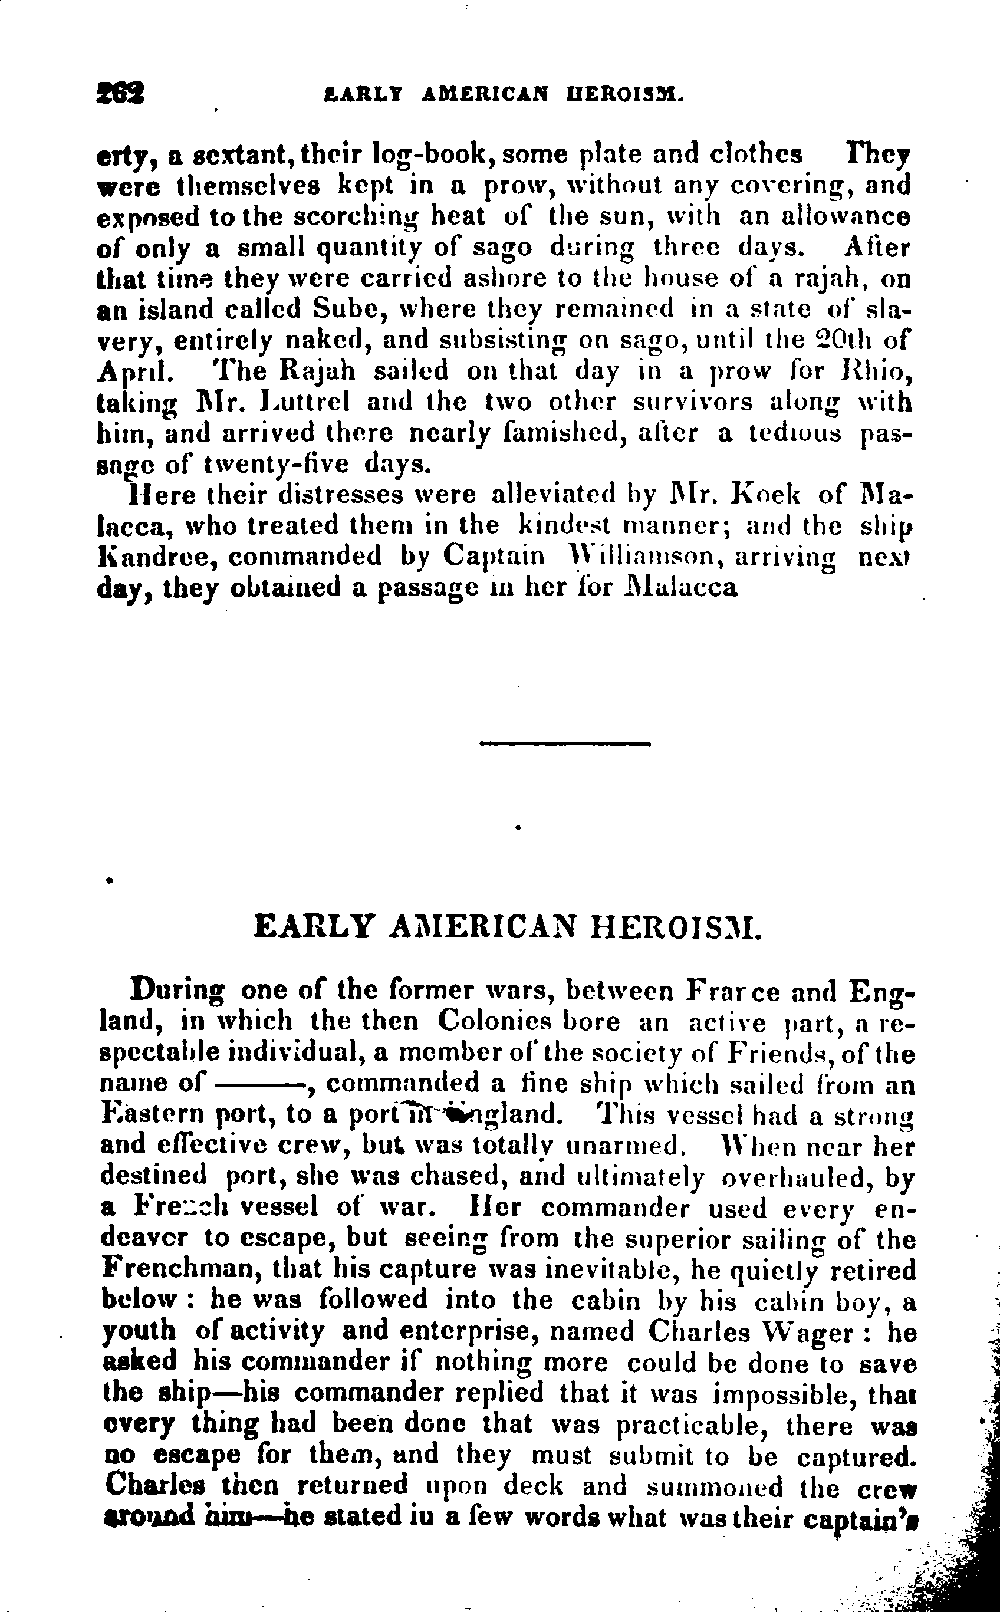 262 EARLY AMERICAN HEROISM.
erty, a sextant, their log-book, some plate and clothes They
were themselves kept in a prow, without any covering, and
exposed to the scorching heat of the sun, with an allowance
of only a small quantity of sago during three days. After
that time they were carried ashore to the house of a rajah, on
an island called Sube, where they remained in a state of sla-
very, entirely naked, and subsisting on sago, until the 20th of
April. The Rajah sailed on that day in a prow for Rhio,
taking Mr. Luttrel and the two other survivors along with
him, and arrived there nearly famished, after a tedious pas-
sage of twenty-five days.
Here their distresses were alleviated by Mr. Koek of Ma-
lacca, who treated them in the kindest manner; and the ship
Kandree, commanded by Captain Williamson, arriving next
day, they obtained a passage in her for Malacca
EARLY AMERICAN HEROISM.
During one of the former wars, between France and Eng-
land, in which the then Colonies bore an active part, a re-
spectable individual, a member of the society of Friends, of the
name of ———, commanded a fine ship which sailed from an
Eastern port, to a port in England. This vessel had a strong
and effective crew, but was totally unarmed. When near her
destined port, she was chased, and ultimately overhauled, by
a French vessel of war. Her commander used every en-
deaver to escape, but seeing from the superior sailing of the
Frenchman, that his capture was inevitable, he quietly retired
below : he was followed into the cabin by his cabin boy, a
youth of activity and enterprise, named Charles Wager : he
asked his commander if nothing more could be done to save
the ship—his commander replied that it was impossible, that
every thing had been done that was practicable, there was
no escape for them, and they must submit to be captured.
Charles then returned upon deck and summoned the crew
around him—he stated in a few words what was their captain's